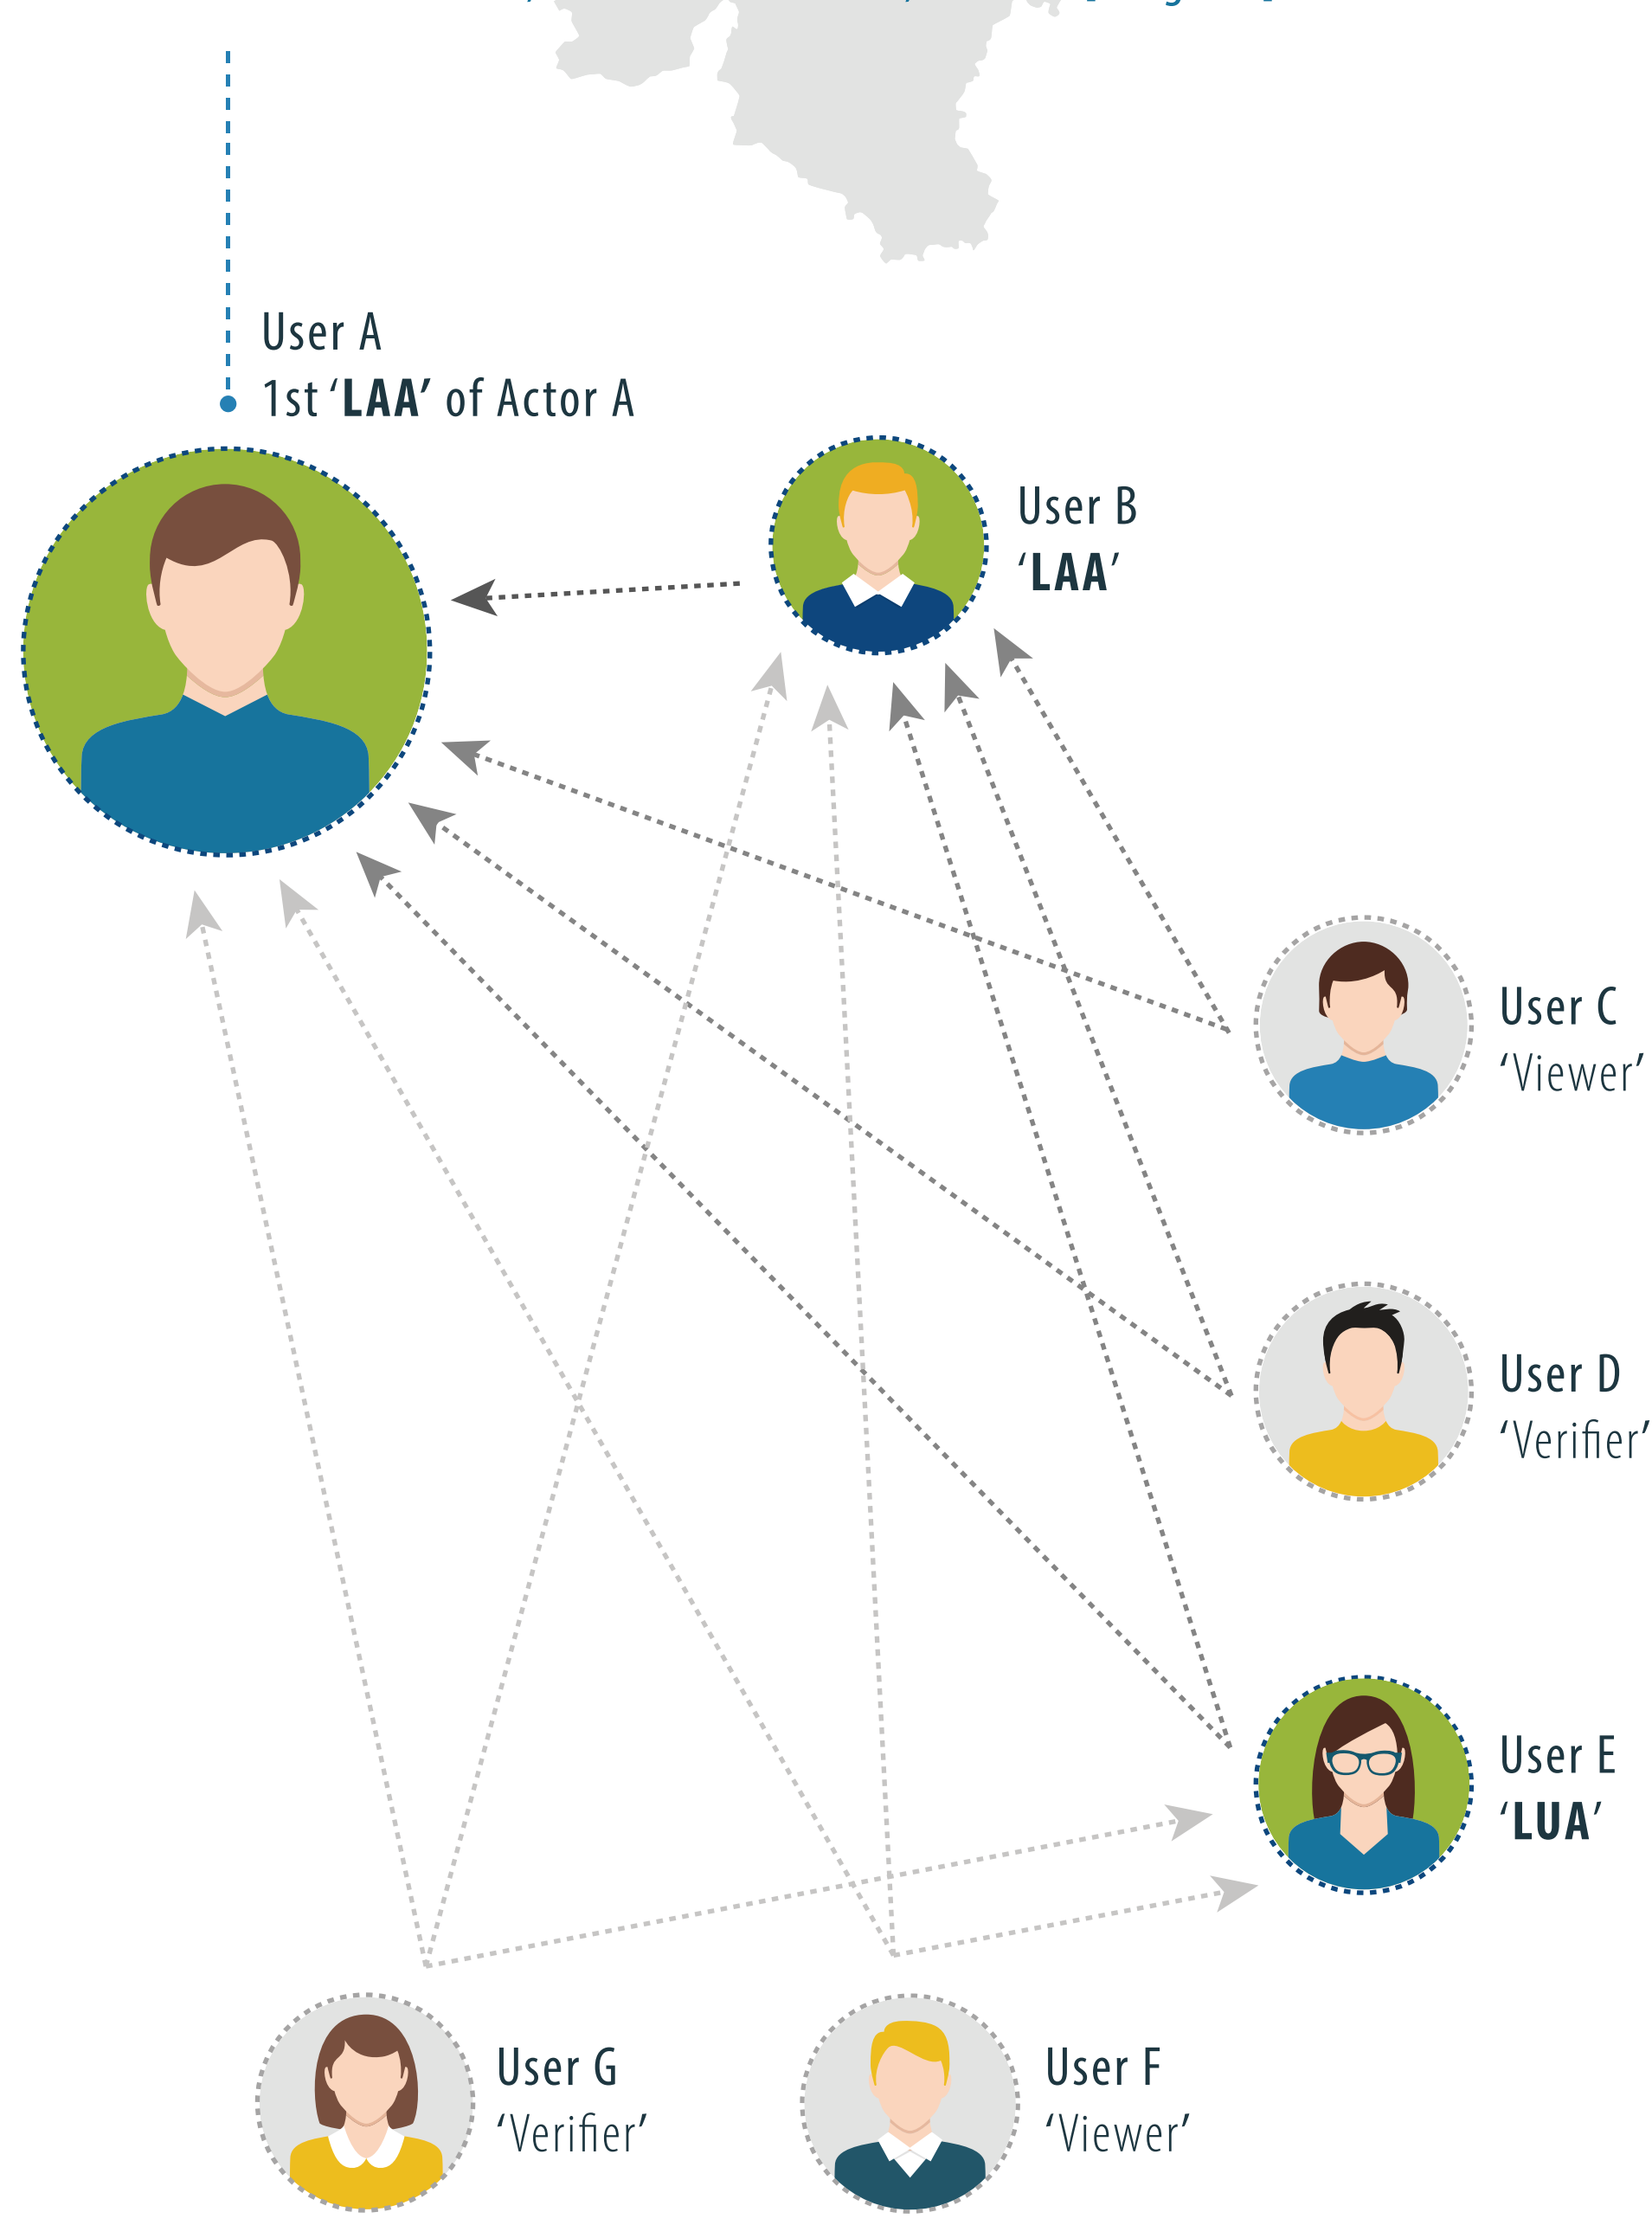 User A
1st ‘LAA’ of Actor A
User B
‘LAA’
User C
‘Viewer’
User D
‘Verifier’
User E
‘LUA’
User G
‘Verifier’
User F
‘Viewer’